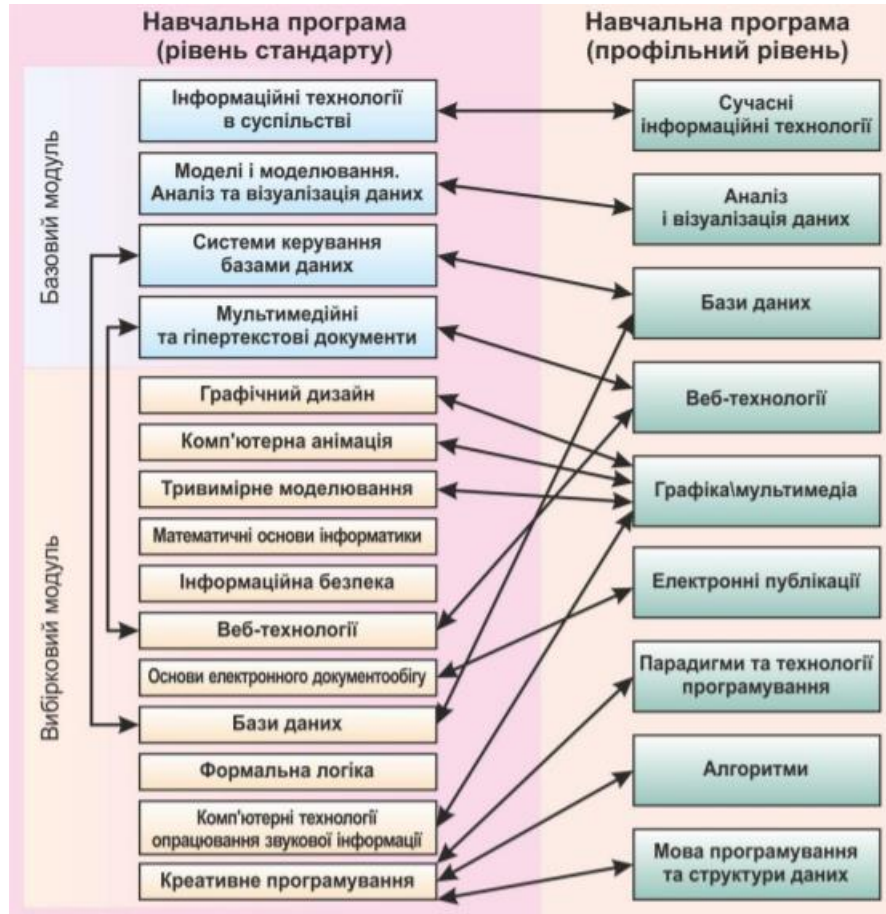 Навчальна програма
(рівень стандарту)
Навчальна програма
(профільний рівень)
Базовий модуль
Інформаційні технології
в суспільстві
Моделі і моделювання.
Аналіз та візуалізація даних
Системи керування
базами даних
Мультимедійні
та гіпертекстові документи
Вибірковий модуль
Графічний дизайн
Комп'ютерна анімація
Тривимірне моделювання
Математичні основи інформатики
Інформаційна безпека
Веб-технології
Основи електронного документообігу
Бази даних
Формальна логіка
Комп'ютерні технології
опрацювання звукової інформації
Креативне програмування
Сучасні
інформаційні технології
Аналіз
і візуалізація даних
Бази даних
Веб-технології
Графіка\мультимедіа
Електронні публікації
Парадигми та технології
програмування
Алгоритми
Мова програмування
та структури даних